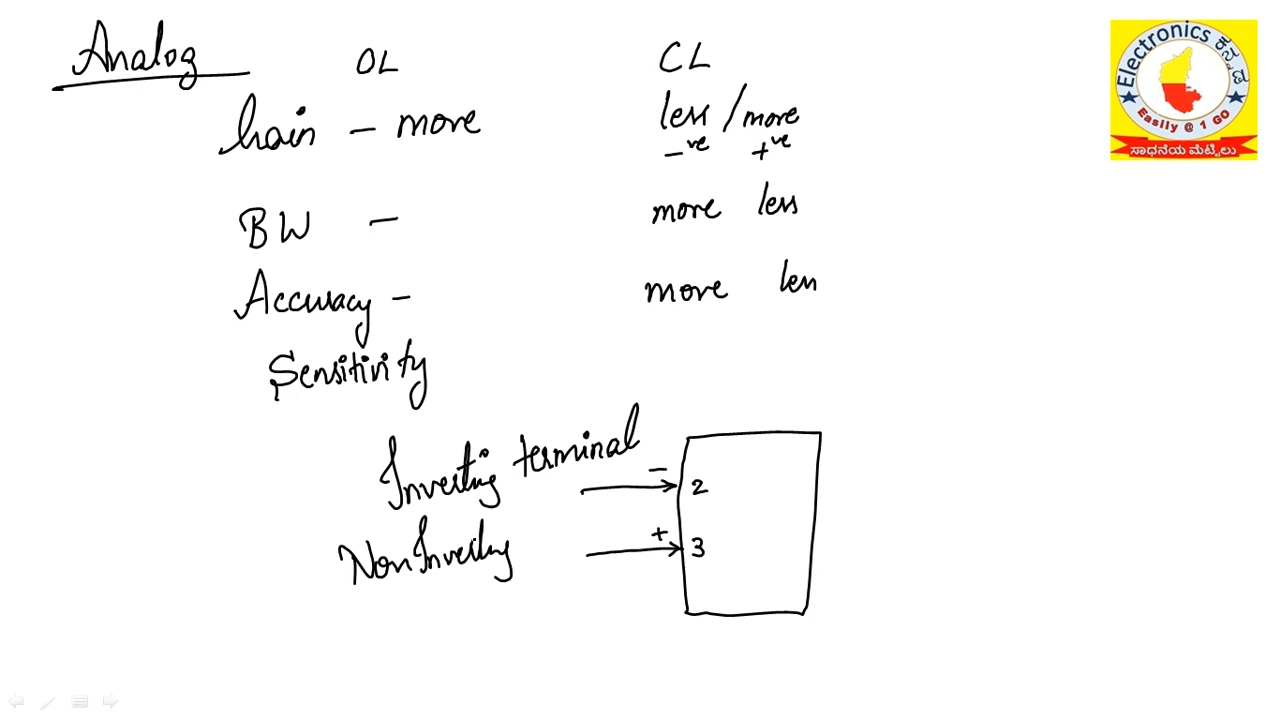 Analog OL CL
Gain - more less / more
-ve +ve
BW - more less
Accuracy - more less
Sensitivity
Inverting terminal - 2
Non Inverting + 3
Electronics ಕನ್ನಡ
Easily @ 1 GO
ಸಾಧನೆಯ ಮೆಟ್ಟಿಲು